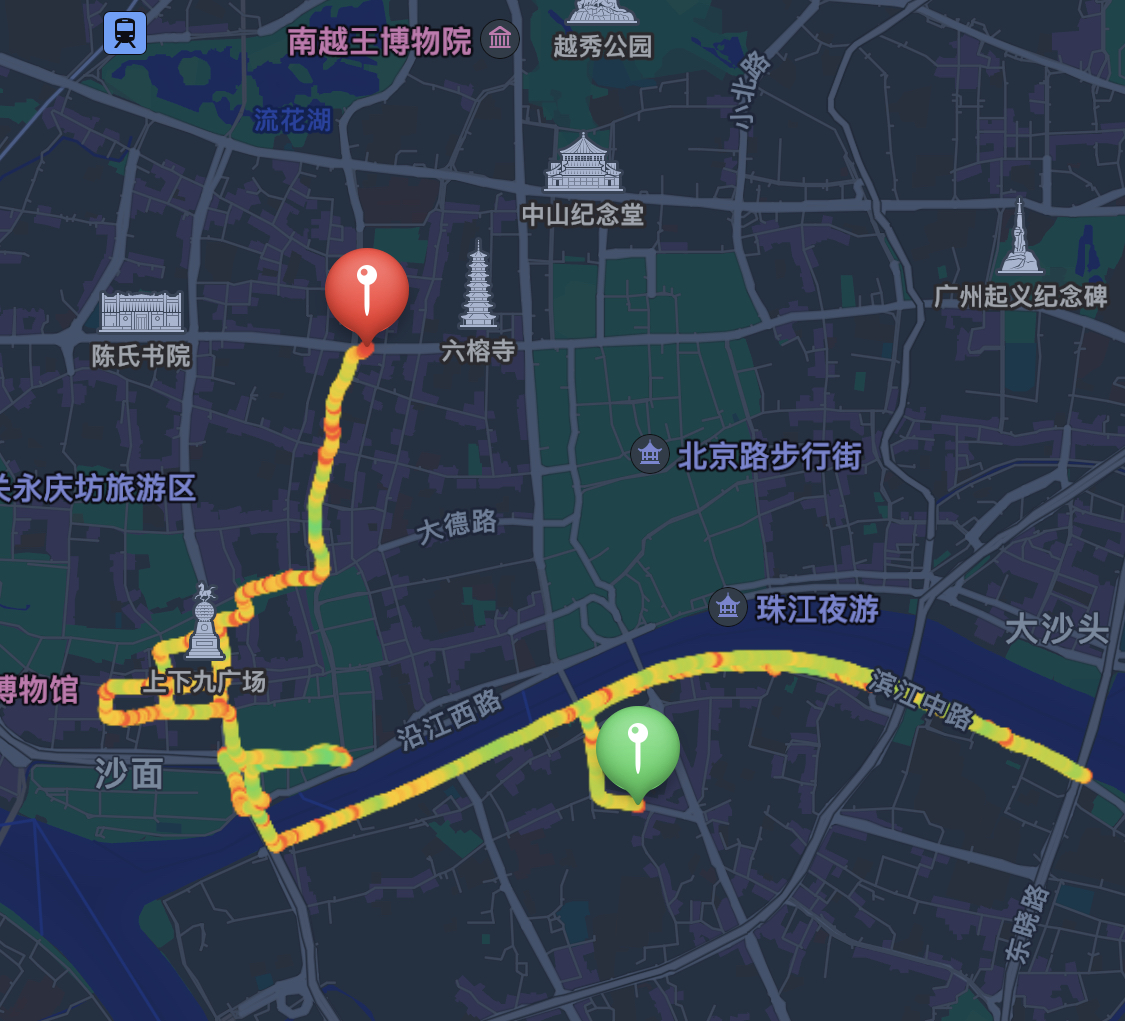 南越王博物院
越秀公园
小北路
流花湖
中山纪念堂
广州起义纪念碑
陈氏书院
六榕寺
北京路步行街
关永庆坊旅游区
大德路
珠江夜游
大沙头
博物馆
上下九广场
滨江中路
沿江西路
沙面
东晓路